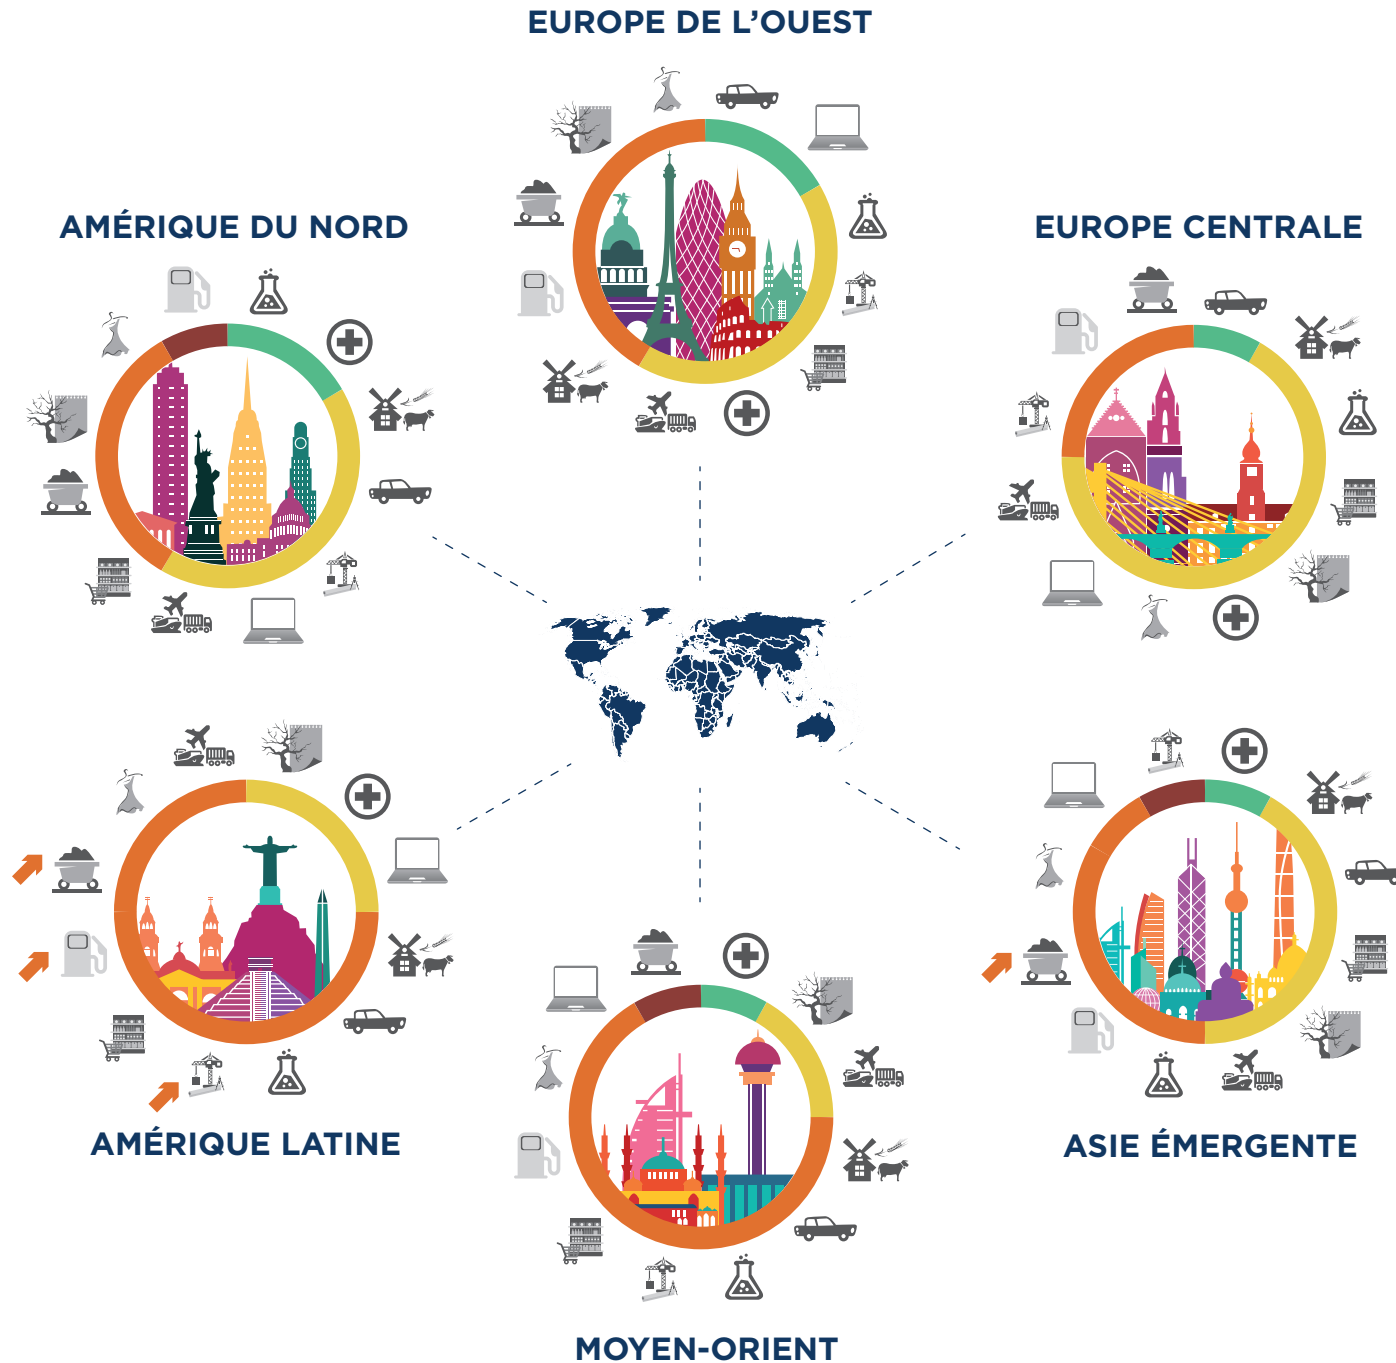 EUROPE DE L’OUEST
AMÉRIQUE DU NORD
EUROPE CENTRALE
AMÉRIQUE LATINE
ASIE ÉMERGENTE
MOYEN-ORIENT